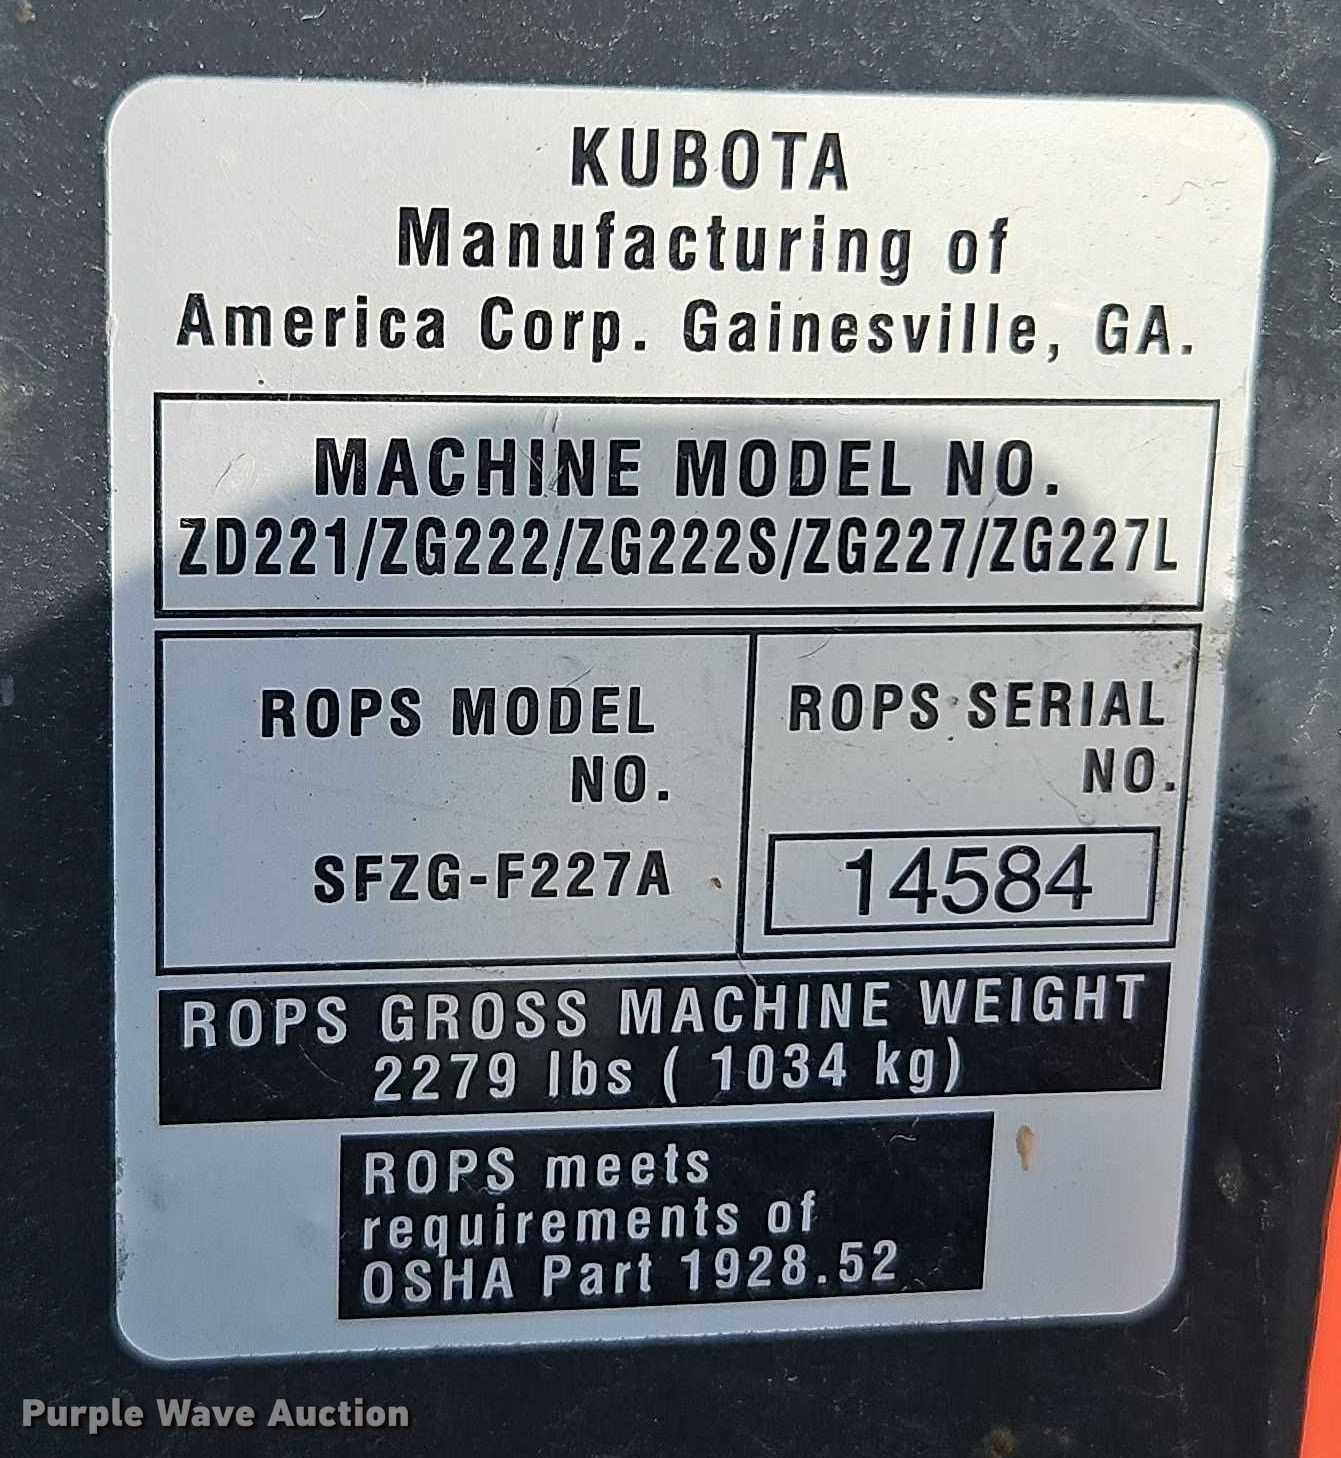 KUBOTA
Manufacturing of
America Corp. Gainesville, GA.
MACHINE MODEL NO.
ZD221/ZG222/ZG222S/ZG227/ZG227L
ROPS MODEL
NO.
SFZG-F227A
ROPS SERIAL
NO.
14584
ROPS GROSS MACHINE WEIGHT
2279 lbs ( 1034 kg)
ROPS meets
requirements of
OSHA Part 1928.52
Purple Wave Auction